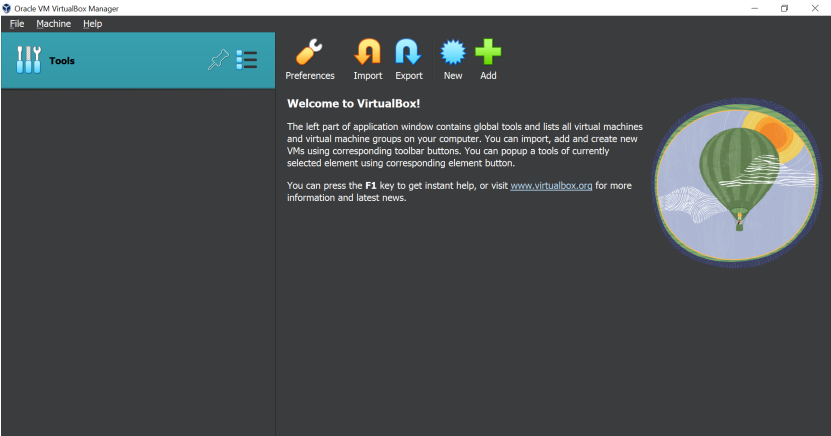 Oracle VM VirtualBox Manager
File Machine Help
Tools
Preferences Import Export New Add
Welcome to VirtualBox!
The left part of application window contains global tools and lists all virtual machines
and virtual machine groups on your computer. You can import, add and create new
VMs using corresponding toolbar buttons. You can popup a tools of currently
selected element using corresponding element button.
You can press the F1 key to get instant help, or visit www.virtualbox.org for more
information and latest news.